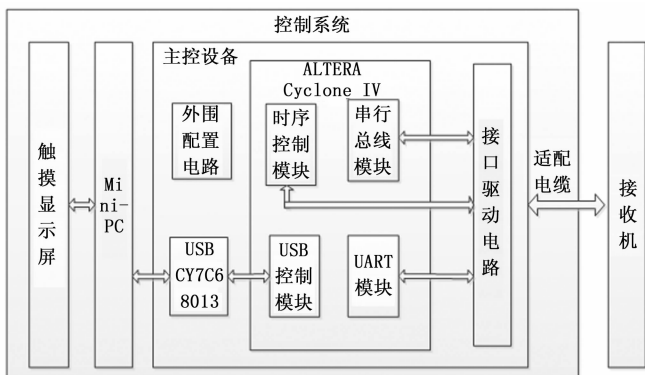 控制系统
主控设备
ALTERA
Cyclone IV
外围
配置
电路
时序
控制
模块
串行
总线
模块
触摸显示屏
Mi
ni-
PC
接口驱动电路
适配
电缆
接收机
USB
CY7C6
8013
USB
控制
模块
UART
模块